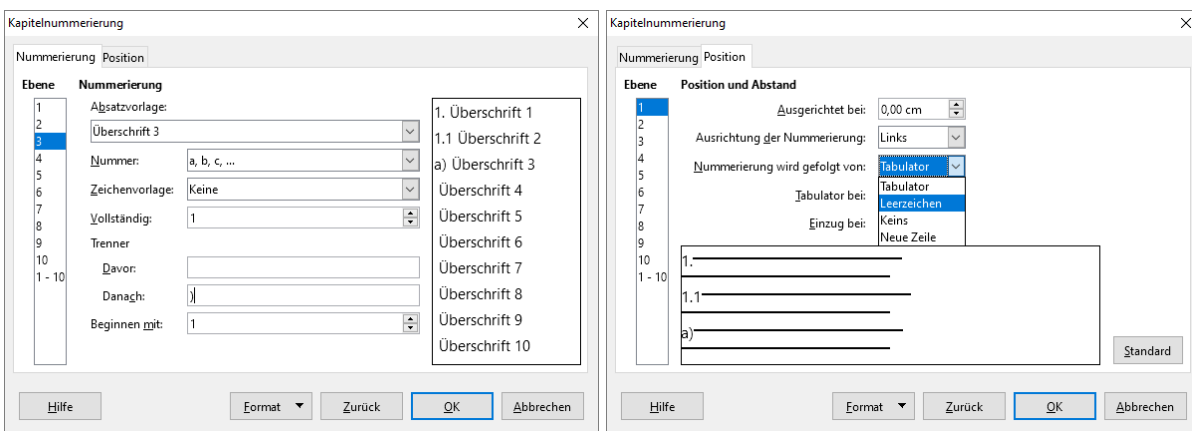 Kapitelnummerierung
Nummerierung Position
Ebene Nummerierung
1
2
3
4
5
6
7
8
9
10
1 - 10
Absatzvorlage:
Überschrift 3
Nummer: a, b, c, ...
Zeichenvorlage: Keine
Vollständig: 1
Trenner
Davor:
Danach: )
Beginnen mit: 1
1. Überschrift 1
1.1 Überschrift 2
a) Überschrift 3
Überschrift 4
Überschrift 5
Überschrift 6
Überschrift 7
Überschrift 8
Überschrift 9
Überschrift 10
Hilfe Format Zurück OK Abbrechen
Kapitelnummerierung
Nummerierung Position
Ebene Position und Abstand
1
2
3
4
5
6
7
8
9
10
1 - 10
Ausgerichtet bei: 0,00 cm
Ausrichtung der Nummerierung: Links
Nummerierung wird gefolgt von: Tabulator
Tabulator
Leerzeichen
Keins
Neue Zeile
Tabulator bei:
Einzug bei:
1.
1.1
a)
Standard
Hilfe Format Zurück OK Abbrechen